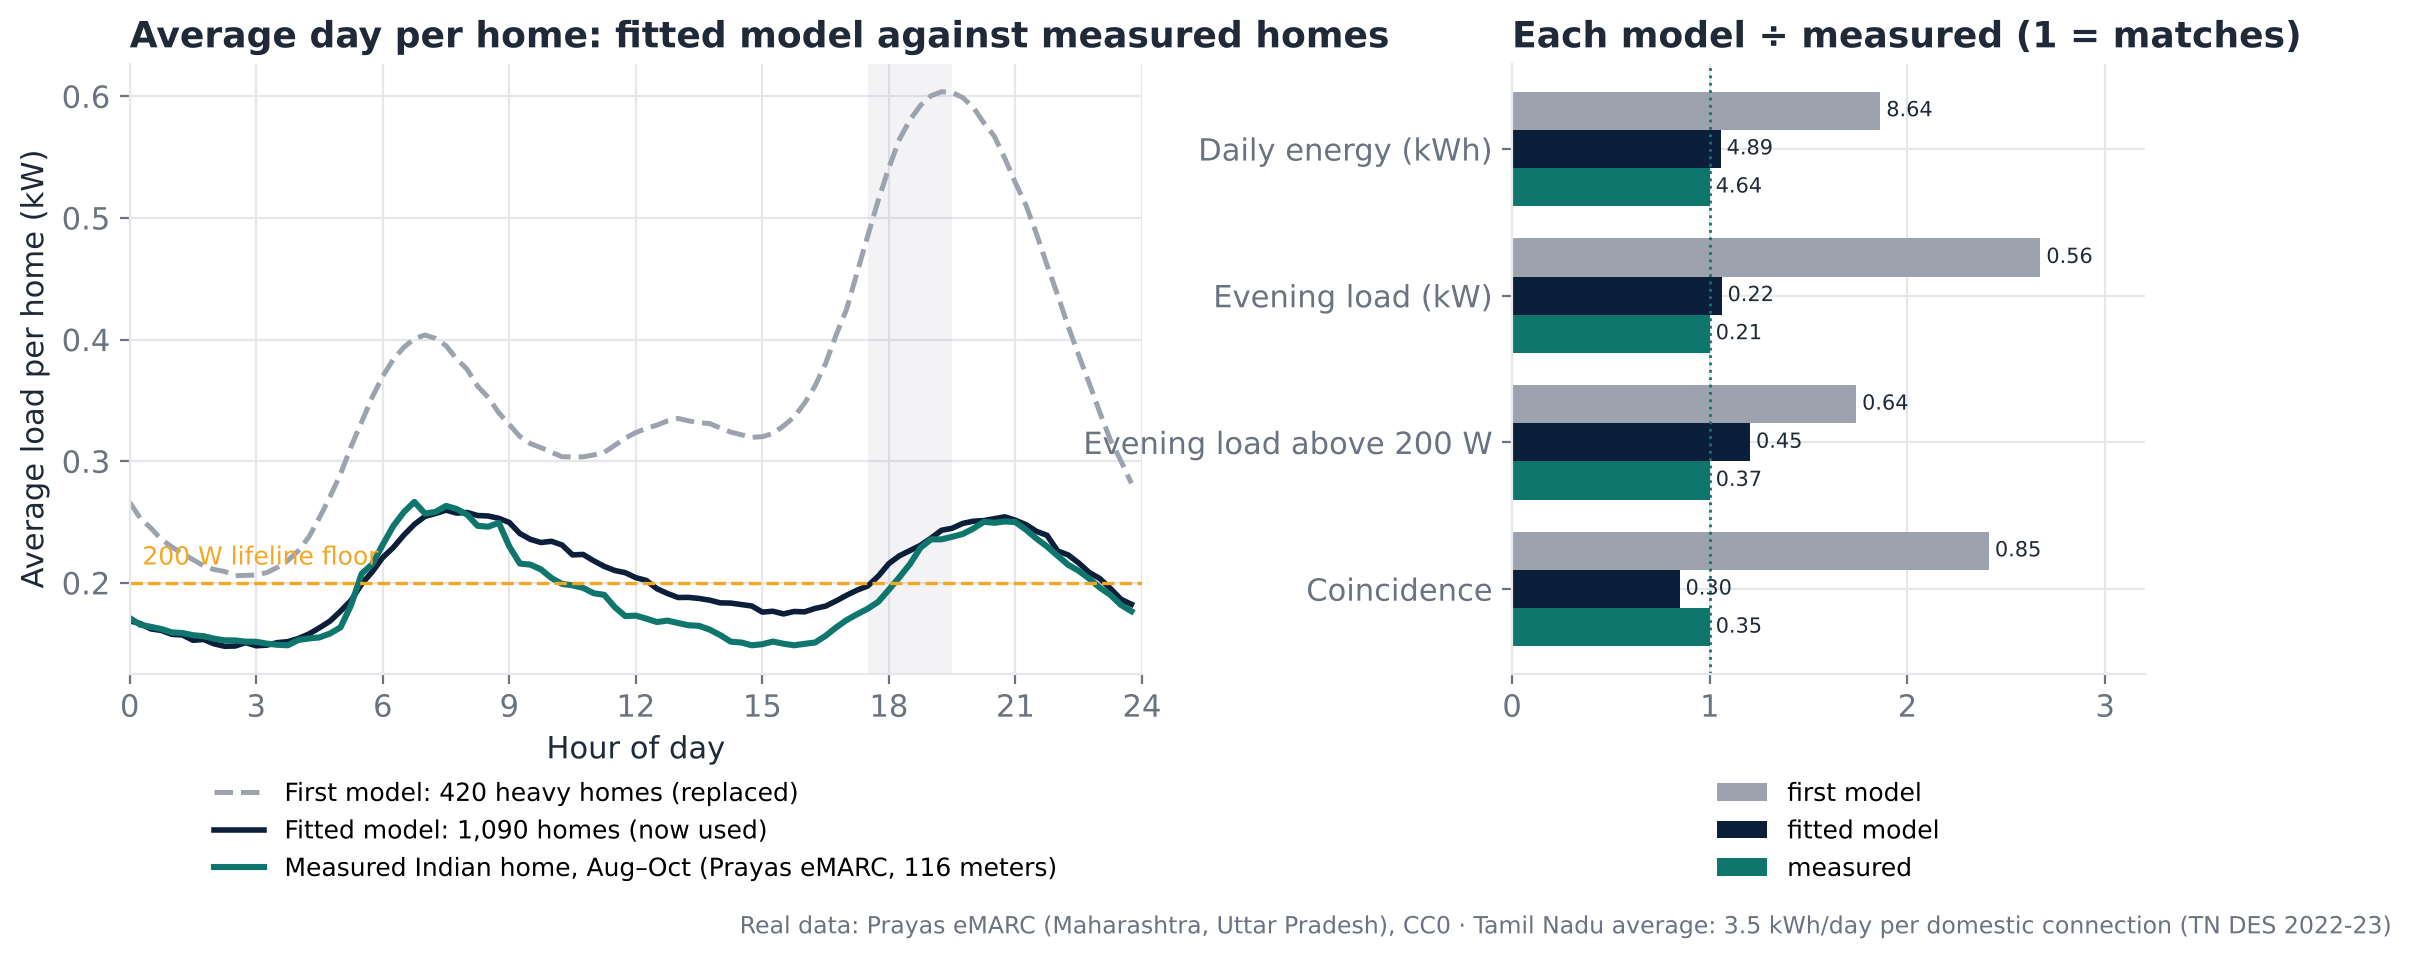 Average day per home: fitted model against measured homes
Average load per home (kW)
0.6
0.5
0.4
0.3
0.2
200 W lifeline floor
0 3 6 9 12 15 18 21 24
Hour of day
First model: 420 heavy homes (replaced)
Fitted model: 1,090 homes (now used)
Measured Indian home, Aug–Oct (Prayas eMARC, 116 meters)
Each model ÷ measured (1 = matches)
Daily energy (kWh)
8.64
4.89
4.64
Evening load (kW)
0.56
0.22
0.21
Evening load above 200 W
0.64
0.45
0.37
Coincidence
0.85
0.30
0.35
0 1 2 3
first model
fitted model
measured
Real data: Prayas eMARC (Maharashtra, Uttar Pradesh), CC0 · Tamil Nadu average: 3.5 kWh/day per domestic connection (TN DES 2022-23)